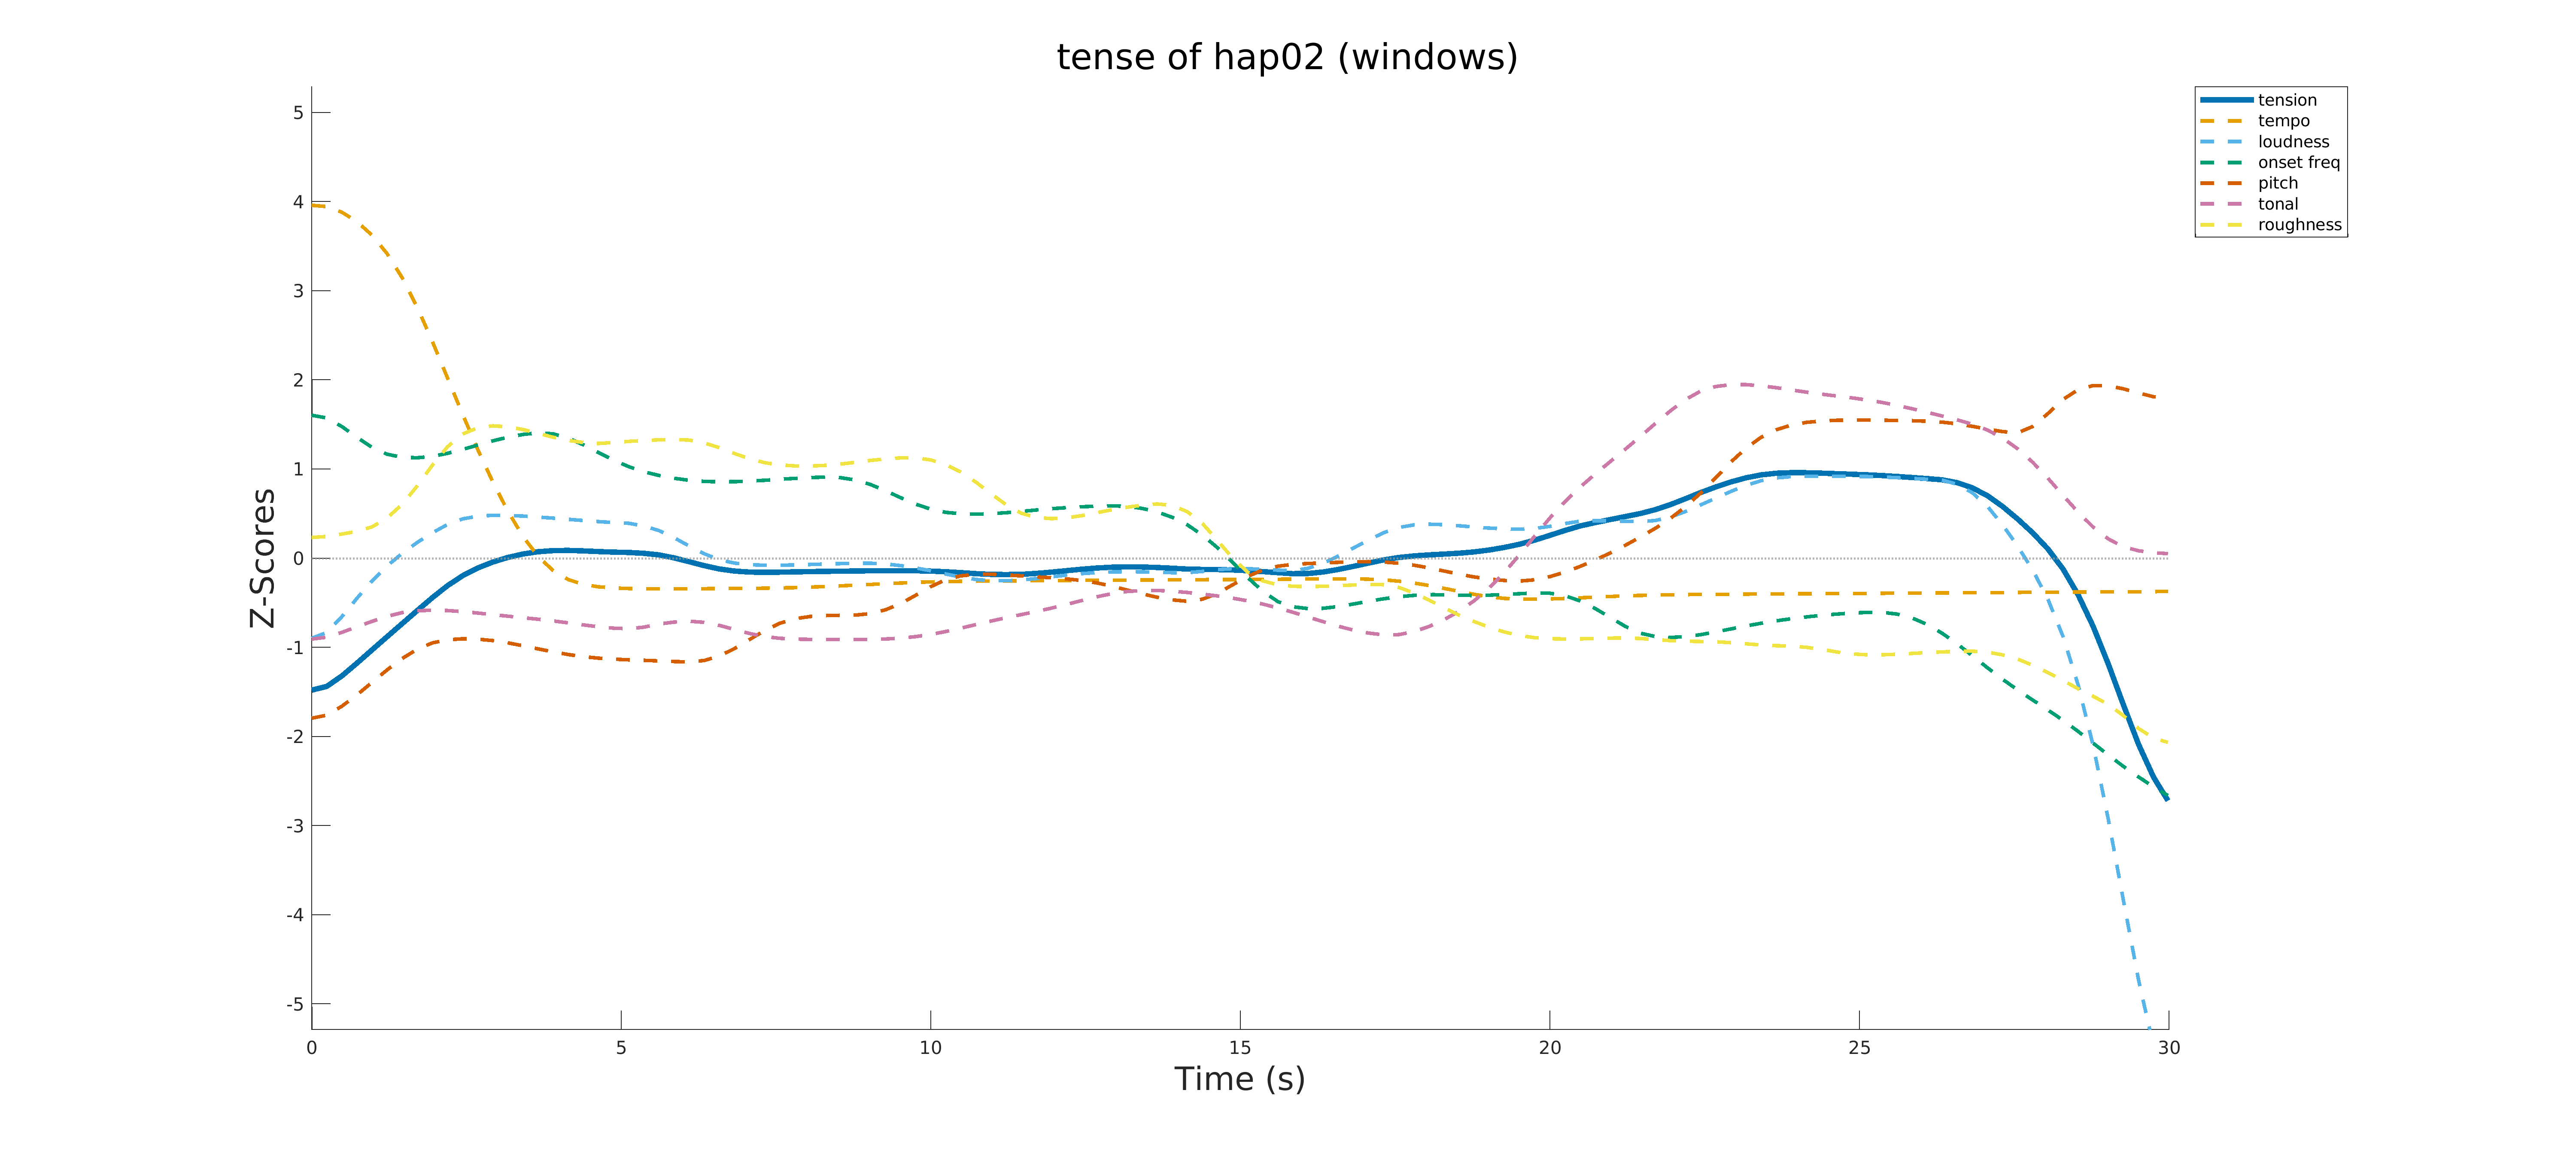 tense of hap02 (windows)
tension
tempo
loudness
onset freq
pitch
tonal
roughness
5
4
3
2
1
0
-1
-2
-3
-4
-5
Z-Scores
0 5 10 15 20 25 30
Time (s)